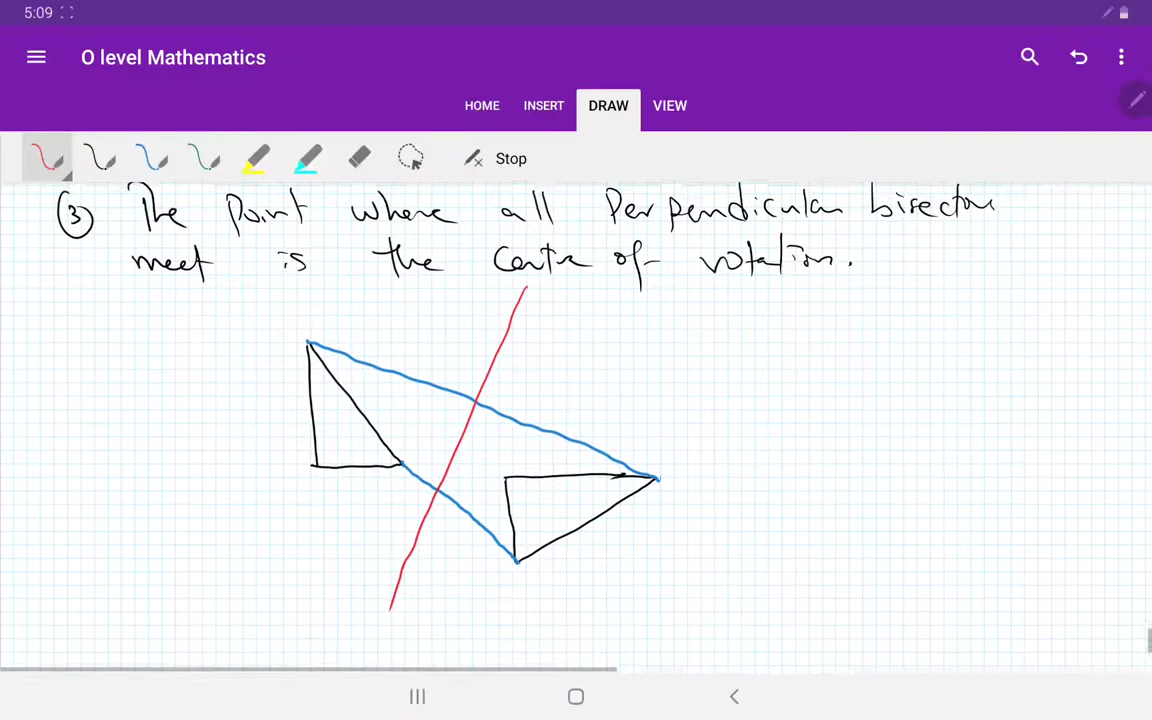 5:09
O level Mathematics
HOME INSERT DRAW VIEW
Stop
(3) The point where all Perpendicular bisectors
meet is the centre of rotation.